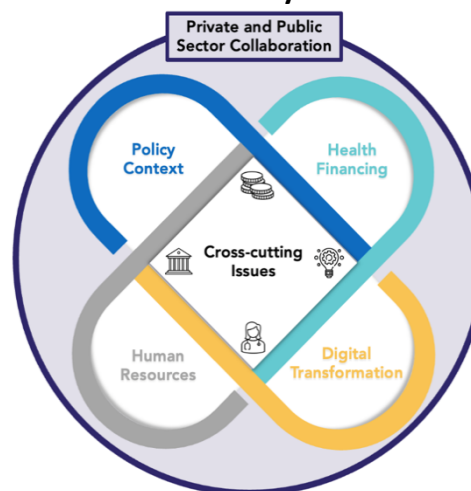 Private and Public
Sector Collaboration
Policy
Context
Health
Financing
Cross-cutting
Issues
Human
Resources
Digital
Transformation